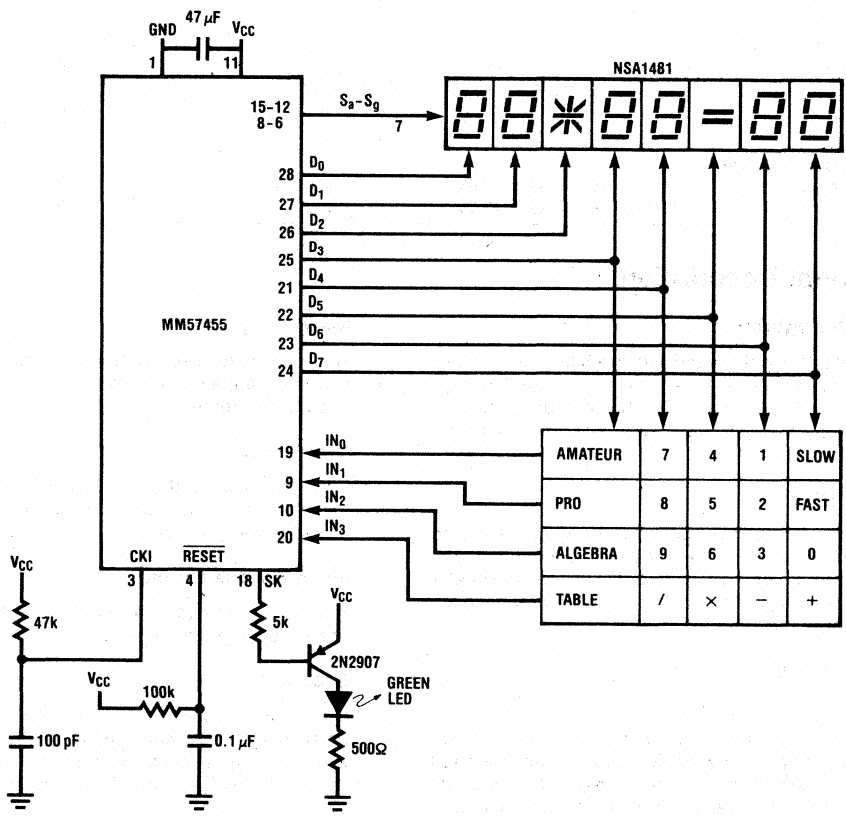 47 µF
GND
VCC
1
11
NSA1481
15-12
8-6
Sa-Sg
7
28
D0
27
D1
26
D2
25
D3
21
D4
22
D5
23
D6
24
D7
MM57455
19
IN0
9
IN1
10
IN2
20
IN3
AMATEUR 7 4 1 SLOW
PRO 8 5 2 FAST
ALGEBRA 9 6 3 0
TABLE / × − +
CKI
RESET
3
4
18
SK
VCC
47k
5k
VCC
2N2907
VCC
100k
GREEN
LED
100 pF
0.1 µF
500Ω